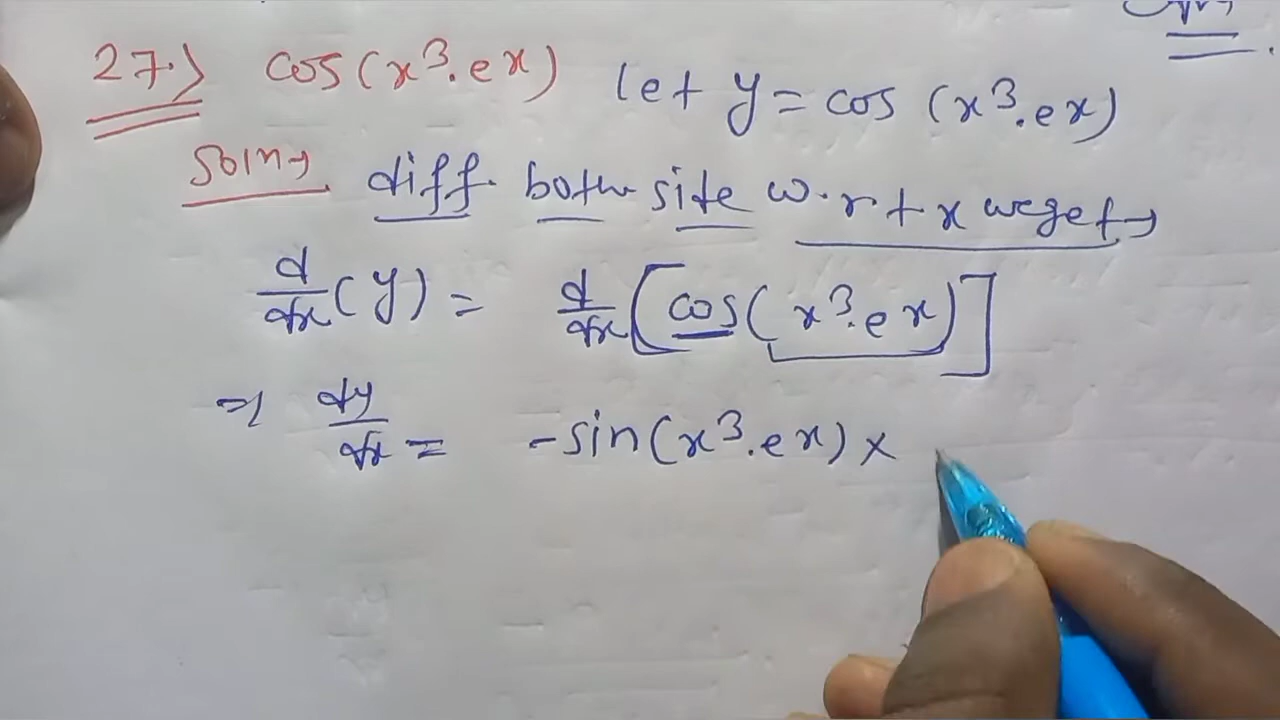 27.) cos(x³.eˣ) let y = cos (x³.eˣ)
Soln→ diff. both site w.r.t x we get→
d/dx (y) = d/dx [cos(x³.eˣ)]
⇒ dy/dx = -sin(x³.eˣ) ×